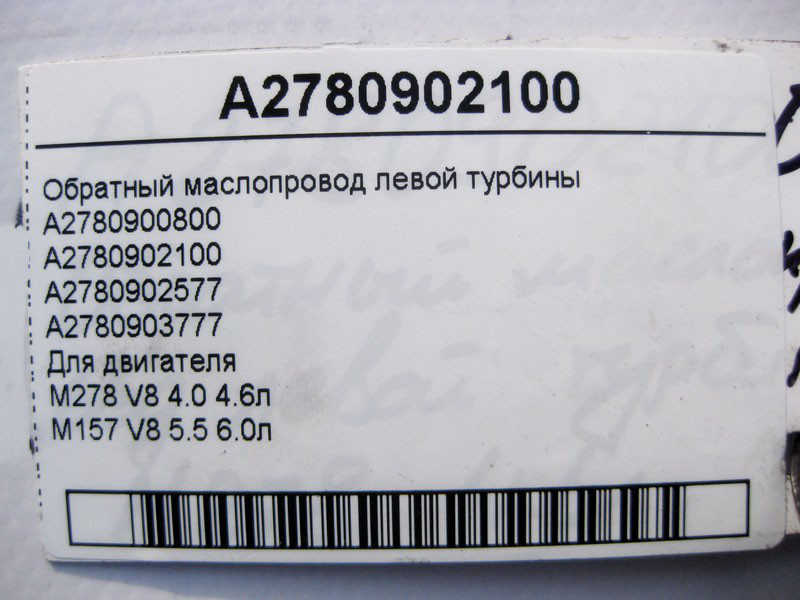 A2780902100
Обратный маслопровод левой турбины
A2780900800
A2780902100
A2780902577
A2780903777
Для двигателя
M278 V8 4.0 4.6л
M157 V8 5.5 6.0л